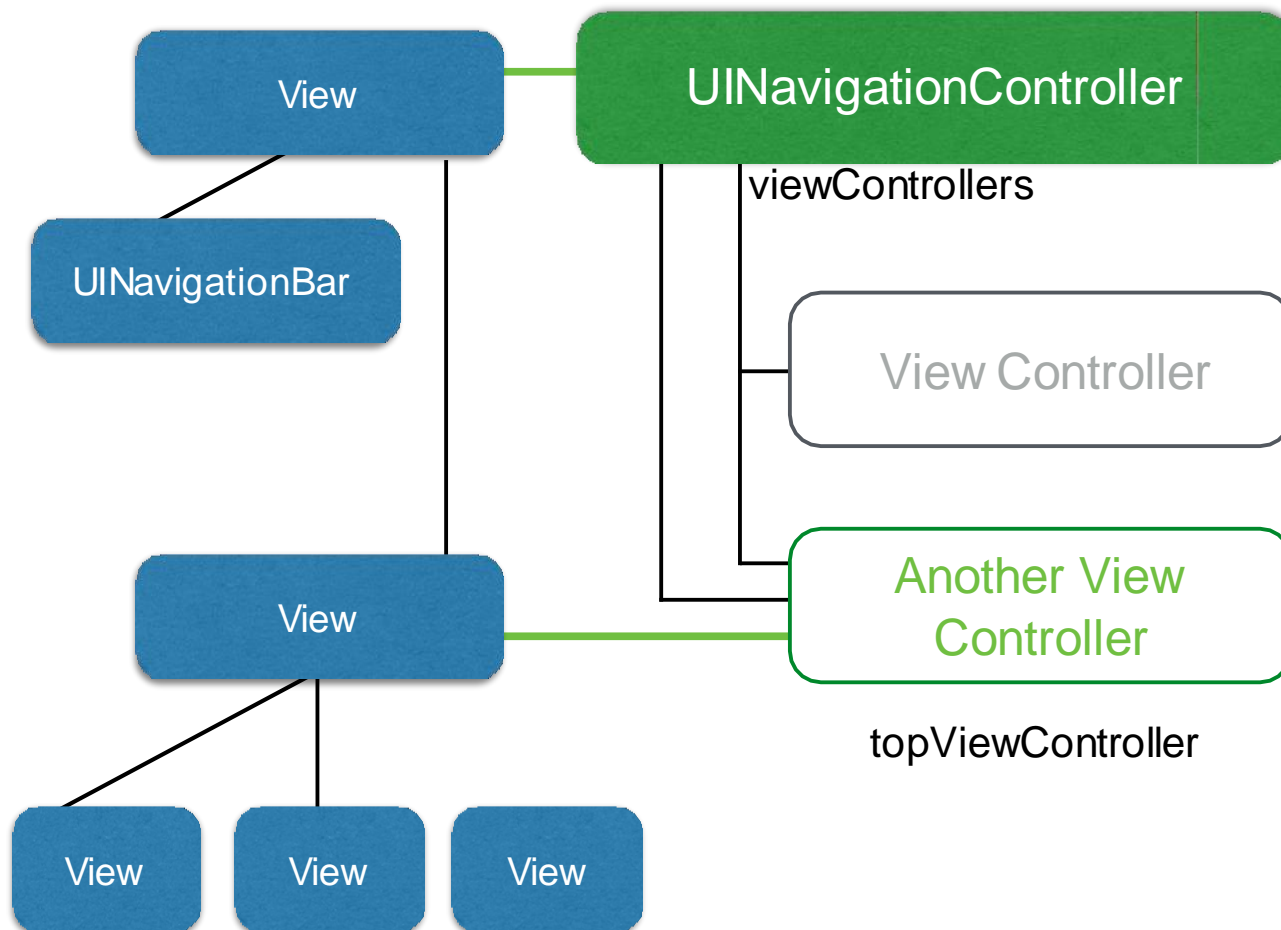 View
UINavigationController
viewControllers
UINavigationBar
View Controller
Another View
Controller
View
topViewController
View
View
View